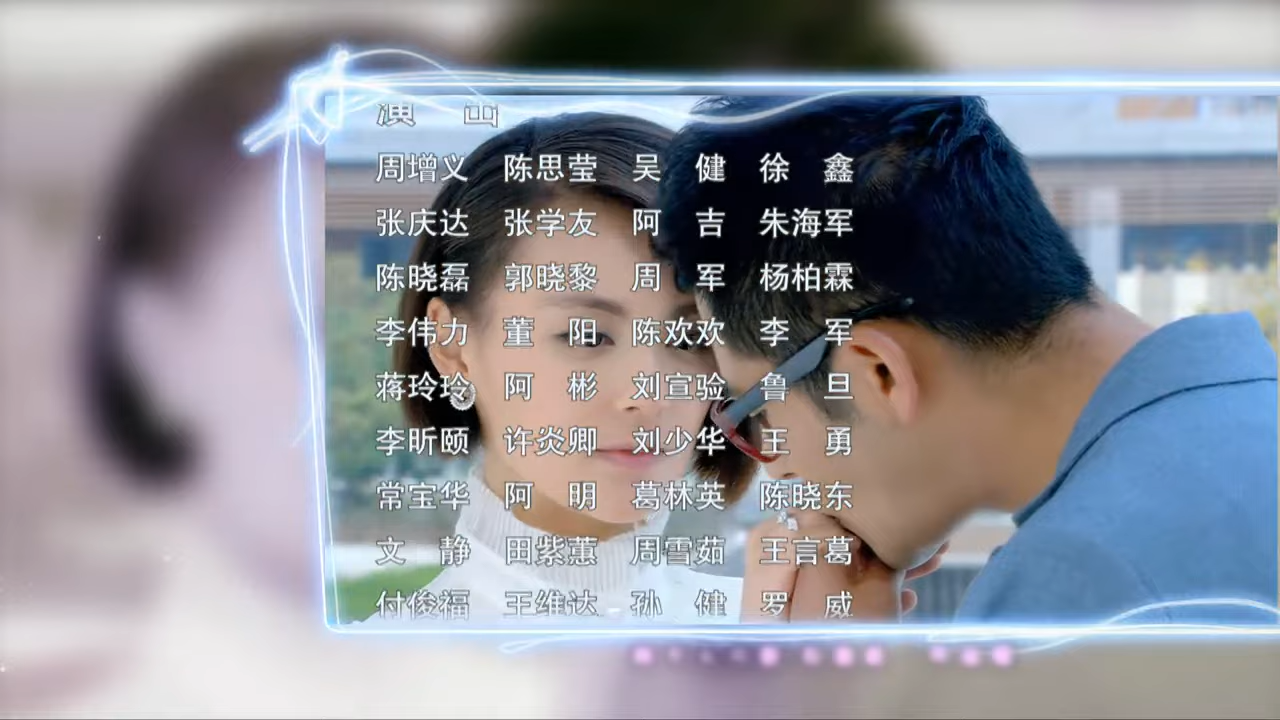 周增义 陈思莹 吴 健 徐 鑫
张庆达 张学友 阿 吉 朱海军
陈晓磊 郭晓黎 周 军 杨柏霖
李伟力 董 阳 陈欢欢 李 军
蒋玲玲 阿 彬 刘宣验 鲁 旦
李昕颐 许炎卿 刘少华 王 勇
常宝华 阿 明 葛林英 陈晓东
文 静 田紫蕙 周雪茹 王言葛
付俊福 王维达 孙 健 罗 威